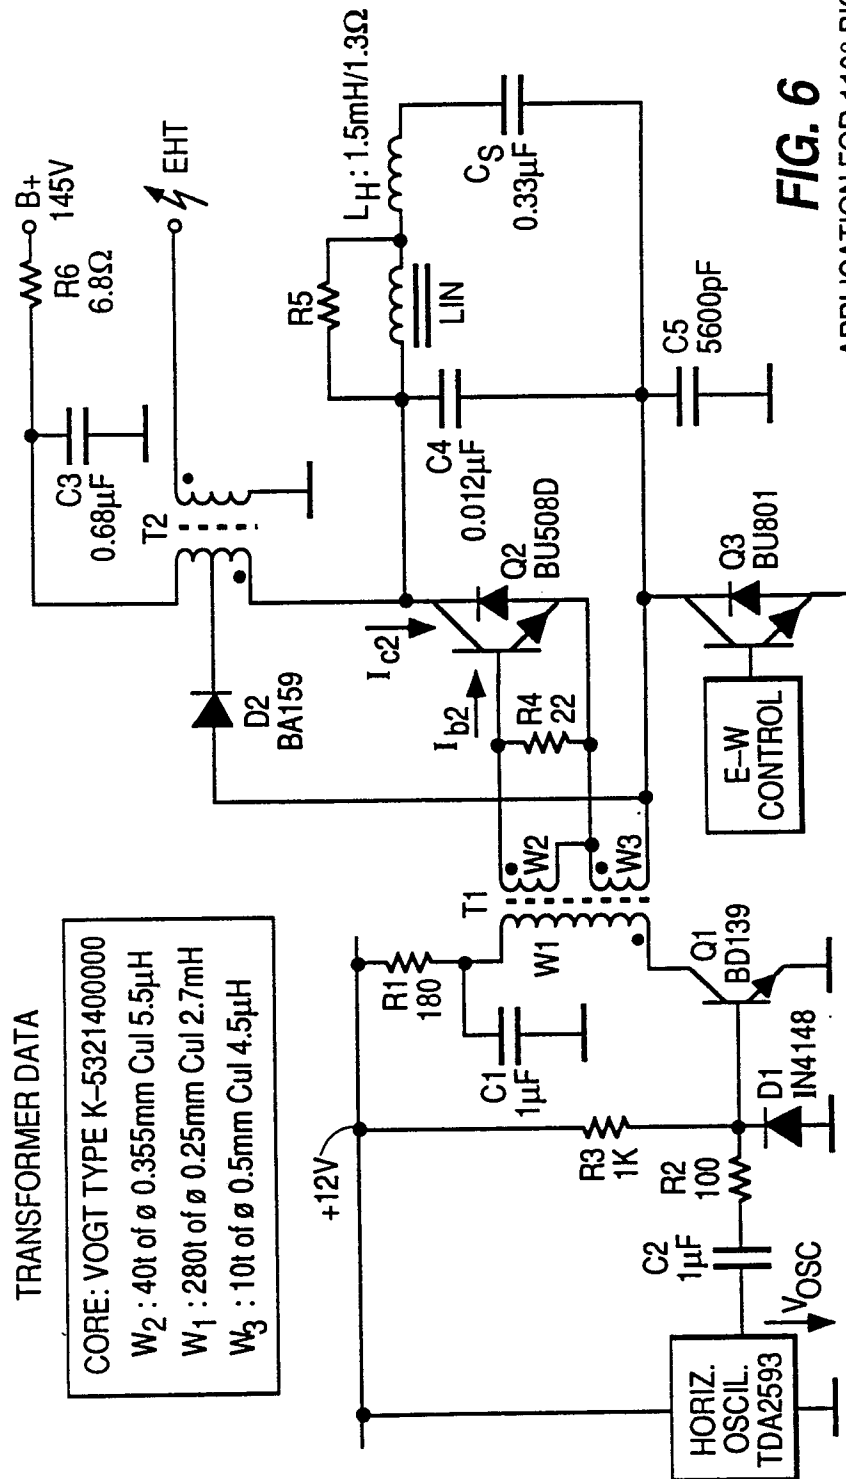 TRANSFORMER DATA
CORE: VOGT TYPE K–5321400000
W2 : 40t of ø 0.355mm Cul 5.5µH
W1 : 280t of ø 0.25mm Cul 2.7mH
W3 : 10t of ø 0.5mm Cul 4.5µH
R6
6.8Ω
B+
145V
C3
0.68µF
T2
EHT
D2
BA159
Ic2
Ib2
R5
LIN
LH: 1.5mH/1.3Ω
CS
0.33µF
C4
0.012µF
Q2
BU508D
R4
22
C5
5600pF
Q3
BU801
E–W
CONTROL
+12V
R1
180
C1
1µF
T1
W1
W2
W3
R3
1K
Q1
BD139
C2
1µF
R2
100
D1
IN4148
VOSC
HORIZ.
OSCIL.
TDA2593
FIG. 6